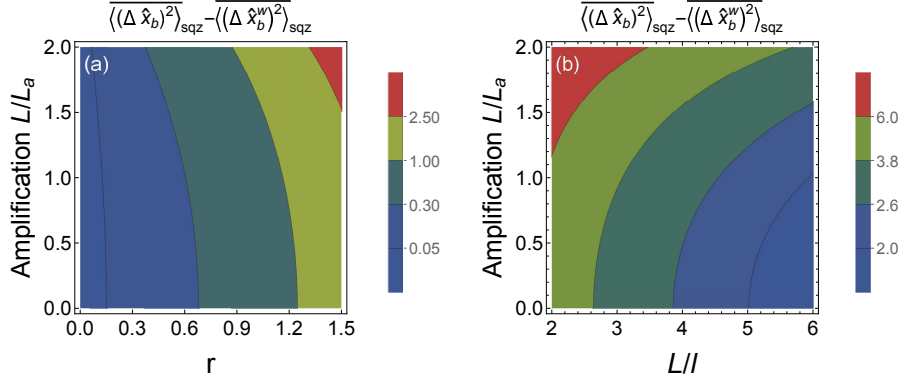 ⟨(Δ x̂_b)²⟩_sqz − ⟨(Δ x̂_b^w)²⟩_sqz
(a)
Amplification L/L_a
2.0
1.5
1.0
0.5
0.0
0.0 0.3 0.6 0.9 1.2 1.5
r
2.50
1.00
0.30
0.05
⟨(Δ x̂_b)²⟩_sqz − ⟨(Δ x̂_b^w)²⟩_sqz
(b)
Amplification L/L_a
2.0
1.5
1.0
0.5
0.0
2 3 4 5 6
L/l
6.0
3.8
2.6
2.0